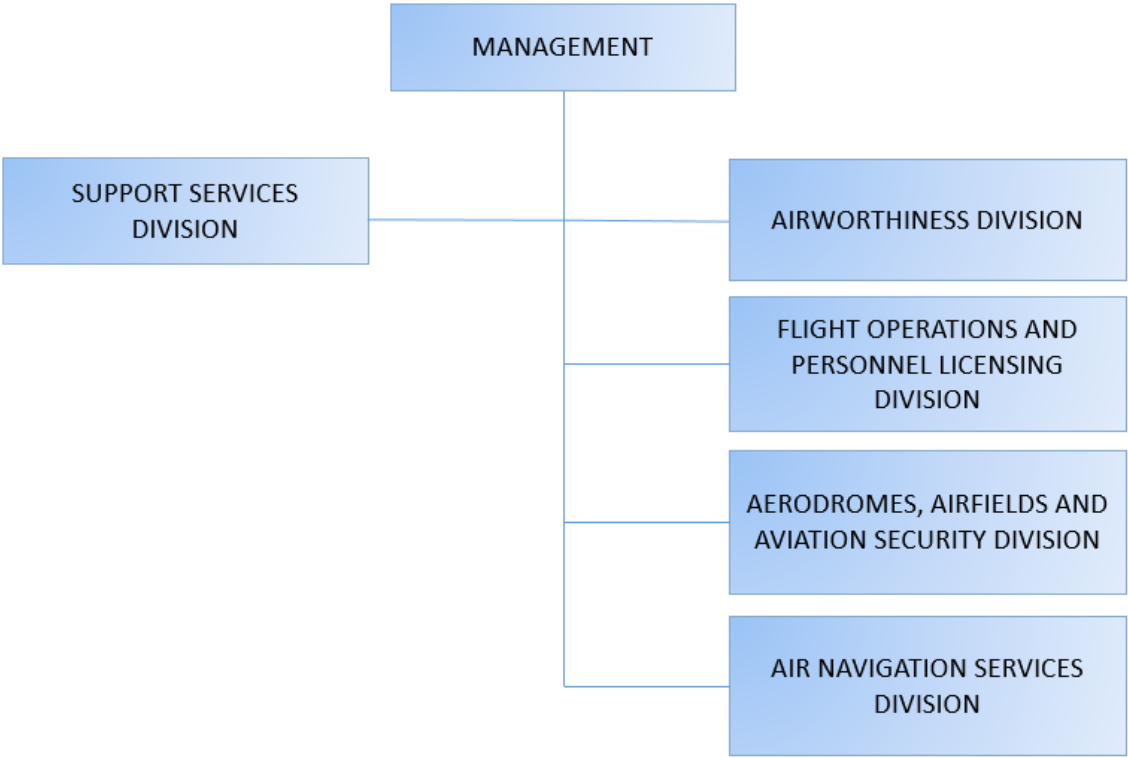 MANAGEMENT
SUPPORT SERVICES
DIVISION
AIRWORTHINESS DIVISION
FLIGHT OPERATIONS AND
PERSONNEL LICENSING
DIVISION
AERODROMES, AIRFIELDS AND
AVIATION SECURITY DIVISION
AIR NAVIGATION SERVICES
DIVISION